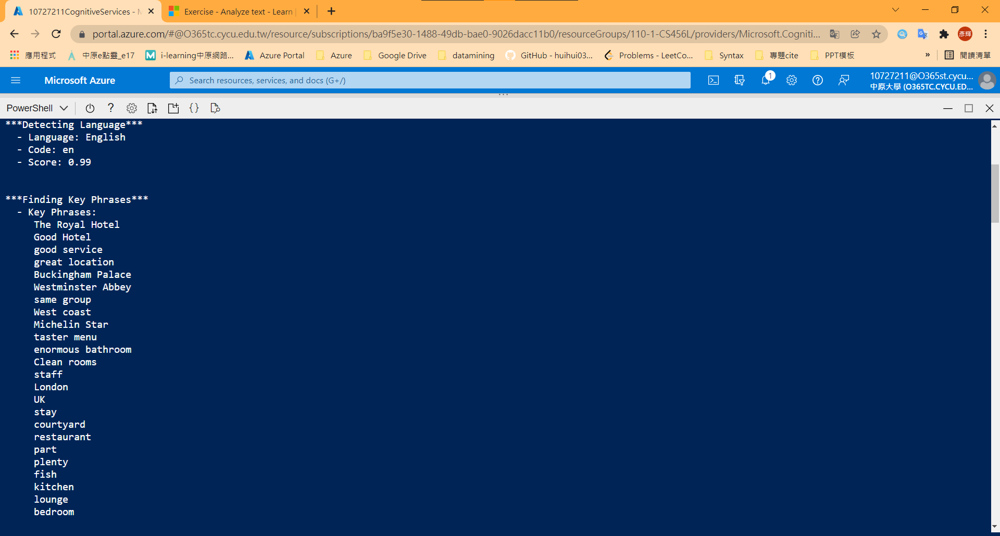 10727211CognitiveServices - M
Exercise - Analyze text - Learn |
portal.azure.com/#@O365tc.cycu.edu.tw/resource/subscriptions/ba9f5e30-1488-49db-bae0-9026dacc11b0/resourceGroups/110-1-CS456L/providers/Microsoft.Cogniti...
彥輝
應用程式 中原e點靈_e17 i-learning中原網路... Azure Portal Azure Google Drive datamining GitHub - huihui03... Problems - LeetCo... Syntax 專題cite PPT模板 » 閱讀清單
Microsoft Azure
Search resources, services, and docs (G+/)
1
10727211@O365st.cycu...
中原大學 (O365TC.CYCU.ED...
PowerShell
***Detecting Language***
- Language: English
- Code: en
- Score: 0.99
***Finding Key Phrases***
- Key Phrases:
The Royal Hotel
Good Hotel
good service
great location
Buckingham Palace
Westminster Abbey
same group
West coast
Michelin Star
taster menu
enormous bathroom
Clean rooms
staff
London
UK
stay
courtyard
restaurant
part
plenty
fish
kitchen
lounge
bedroom